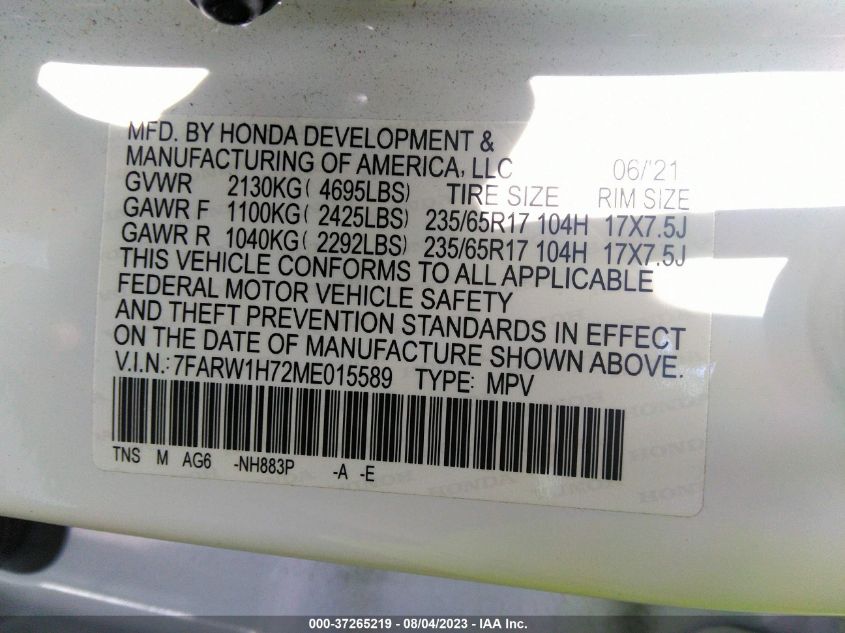 MFD. BY HONDA DEVELOPMENT &
MANUFACTURING OF AMERICA, LLC 06/'21
GVWR 2130KG( 4695LBS) TIRE SIZE RIM SIZE
GAWR F 1100KG( 2425LBS) 235/65R17 104H 17X7.5J
GAWR R 1040KG( 2292LBS) 235/65R17 104H 17X7.5J
THIS VEHICLE CONFORMS TO ALL APPLICABLE
FEDERAL MOTOR VEHICLE SAFETY
AND THEFT PREVENTION STANDARDS IN EFFECT
ON THE DATE OF MANUFACTURE SHOWN ABOVE.
V.I.N.: 7FARW1H72ME015589 TYPE: MPV
TNS M AG6 -NH883P -A -E
000-37265219 - 08/04/2023 - IAA Inc.